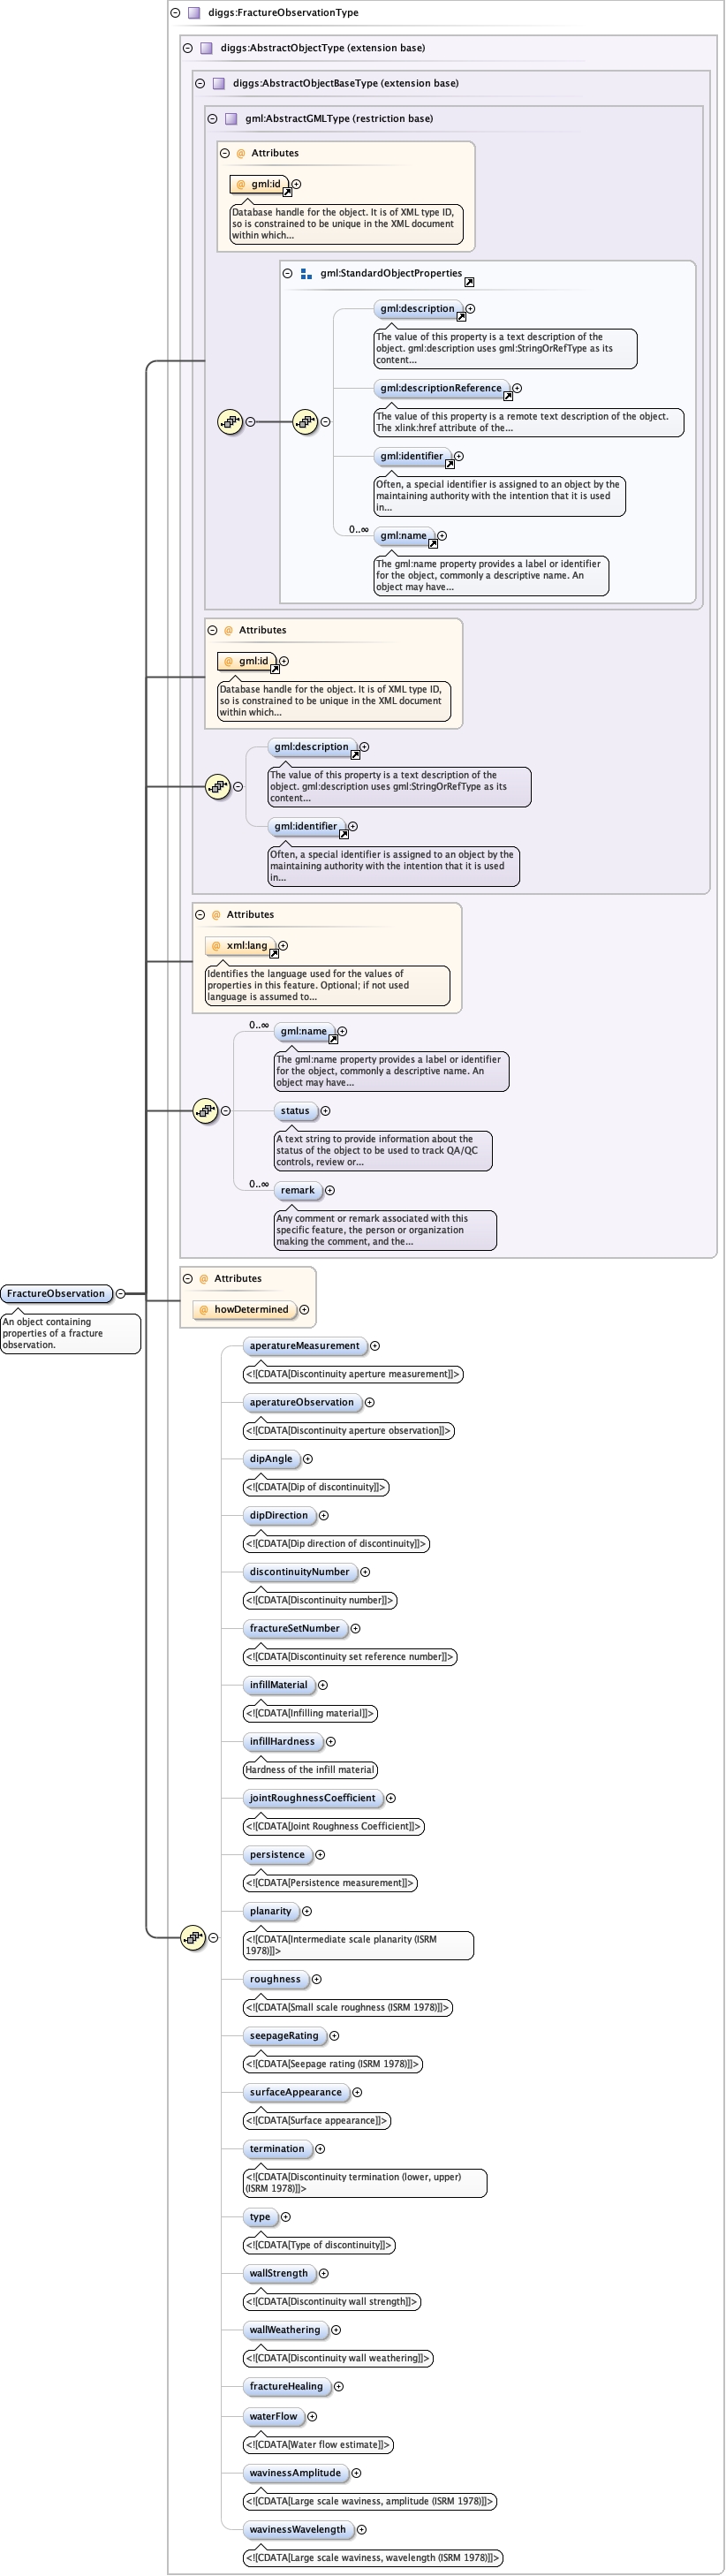 diggs:FractureObservationType
diggs:AbstractObjectType (extension base)
diggs:AbstractObjectBaseType (extension base)
gml:AbstractGMLType (restriction base)
@ Attributes
@ gml:id
Database handle for the object. It is of XML type ID,
so is constrained to be unique in the XML document
within which...
gml:StandardObjectProperties
gml:description
The value of this property is a text description of the
object. gml:description uses gml:StringOrRefType as its
content...
gml:descriptionReference
The value of this property is a remote text description of the object.
The xlink:href attribute of the...
gml:identifier
Often, a special identifier is assigned to an object by the
maintaining authority with the intention that it is used
in...
0..∞
gml:name
The gml:name property provides a label or identifier
for the object, commonly a descriptive name. An
object may have...
@ Attributes
@ gml:id
Database handle for the object. It is of XML type ID,
so is constrained to be unique in the XML document
within which...
gml:description
The value of this property is a text description of the
object. gml:description uses gml:StringOrRefType as its
content...
gml:identifier
Often, a special identifier is assigned to an object by the
maintaining authority with the intention that it is used
in...
@ Attributes
@ xml:lang
Identifies the language used for the values of
properties in this feature. Optional; if not used
language is assumed to...
0..∞
gml:name
The gml:name property provides a label or identifier
for the object, commonly a descriptive name. An
object may have...
status
A text string to provide information about the
status of the object to be used to track QA/QC
controls, review or...
0..∞
remark
Any comment or remark associated with this
specific feature, the person or organization
making the comment, and the...
FractureObservation
An object containing
properties of a fracture
observation.
@ Attributes
@ howDetermined
aperatureMeasurement
<![CDATA[Discontinuity aperture measurement]]>
aperatureObservation
<![CDATA[Discontinuity aperture observation]]>
dipAngle
<![CDATA[Dip of discontinuity]]>
dipDirection
<![CDATA[Dip direction of discontinuity]]>
discontinuityNumber
<![CDATA[Discontinuity number]]>
fractureSetNumber
<![CDATA[Discontinuity set reference number]]>
infillMaterial
<![CDATA[Infilling material]]>
infillHardness
Hardness of the infill material
jointRoughnessCoefficient
<![CDATA[Joint Roughness Coefficient]]>
persistence
<![CDATA[Persistence measurement]]>
planarity
<![CDATA[Intermediate scale planarity (ISRM
1978)]]>
roughness
<![CDATA[Small scale roughness (ISRM 1978)]]>
seepageRating
<![CDATA[Seepage rating (ISRM 1978)]]>
surfaceAppearance
<![CDATA[Surface appearance]]>
termination
<![CDATA[Discontinuity termination (lower, upper)
(ISRM 1978)]]>
type
<![CDATA[Type of discontinuity]]>
wallStrength
<![CDATA[Discontinuity wall strength]]>
wallWeathering
<![CDATA[Discontinuity wall weathering]]>
fractureHealing
waterFlow
<![CDATA[Water flow estimate]]>
wavinessAmplitude
<![CDATA[Large scale waviness, amplitude (ISRM 1978)]]>
wavinessWavelength
<![CDATA[Large scale waviness, wavelength (ISRM 1978)]]>